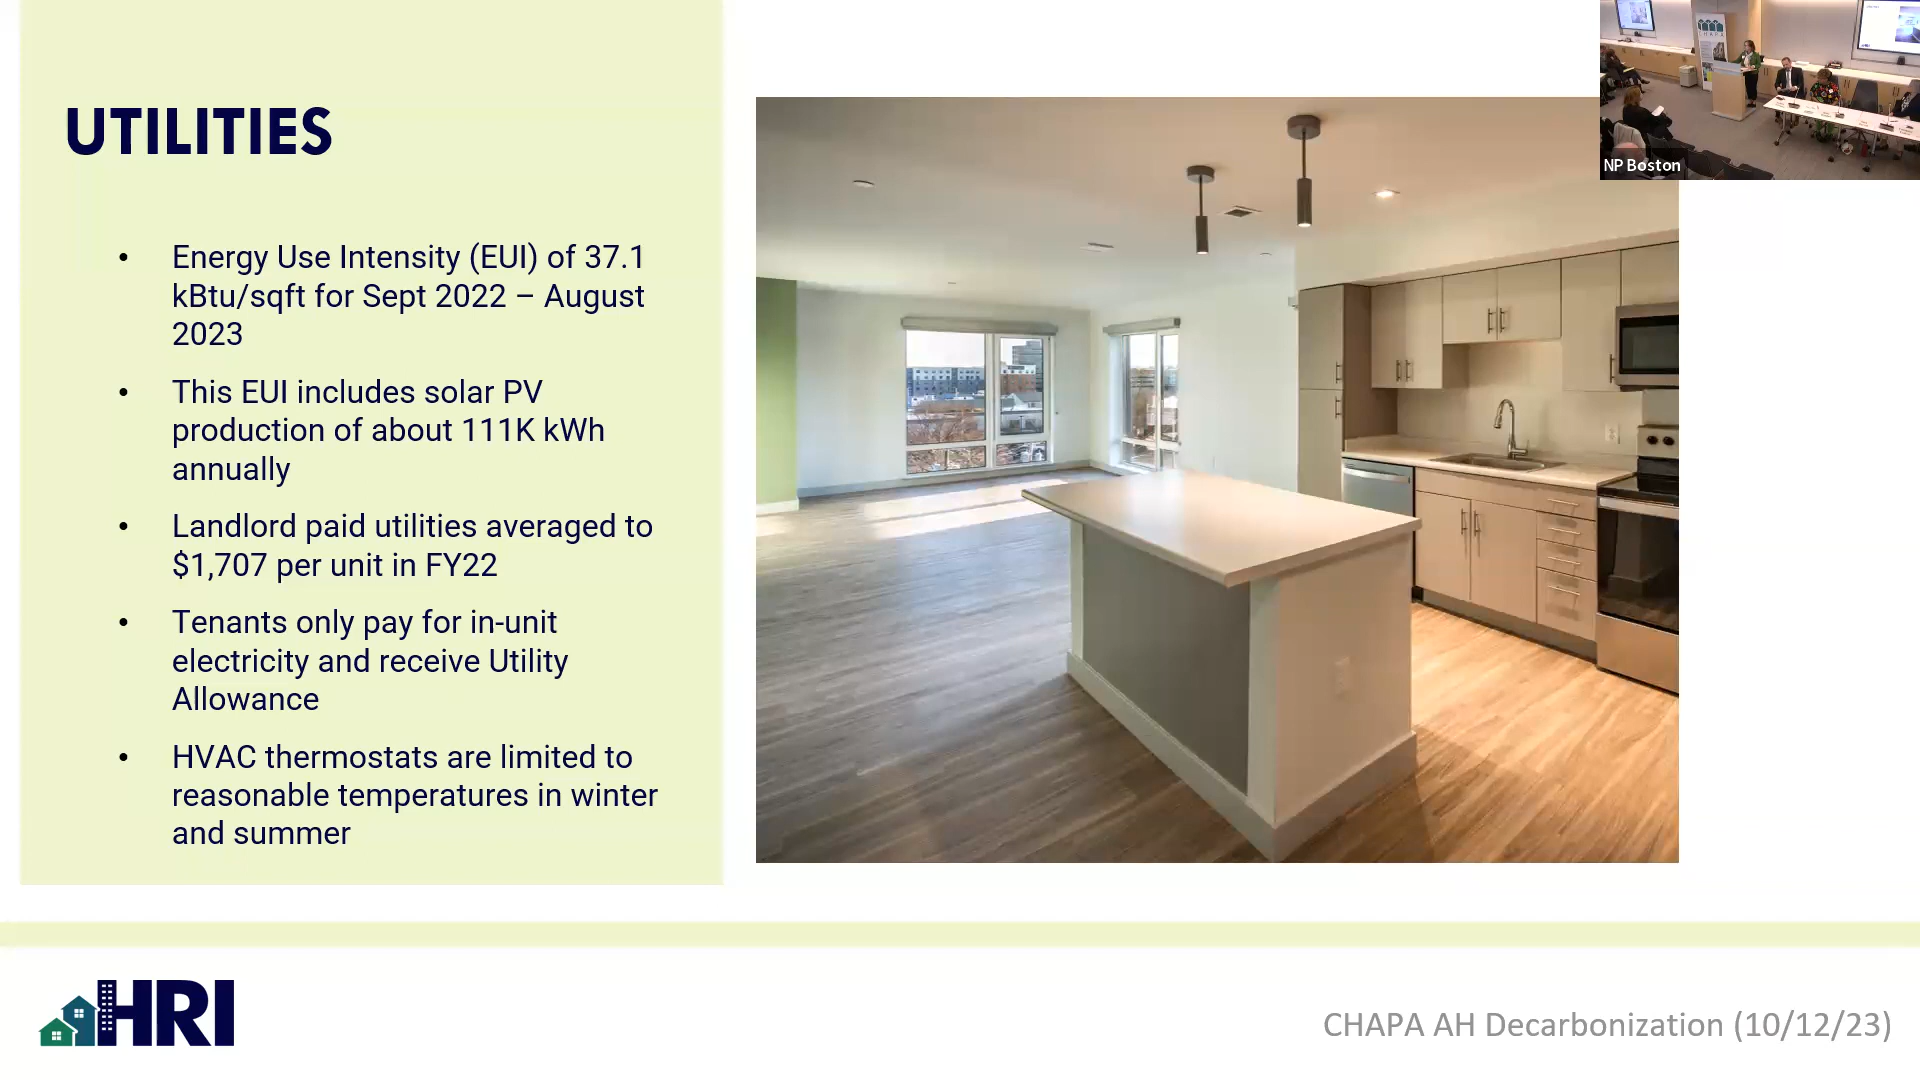 UTILITIES
• Energy Use Intensity (EUI) of 37.1
kBtu/sqft for Sept 2022 – August
2023
• This EUI includes solar PV
production of about 111K kWh
annually
• Landlord paid utilities averaged to
$1,707 per unit in FY22
• Tenants only pay for in-unit
electricity and receive Utility
Allowance
• HVAC thermostats are limited to
reasonable temperatures in winter
and summer
NP Boston
HRI
CHAPA AH Decarbonization (10/12/23)